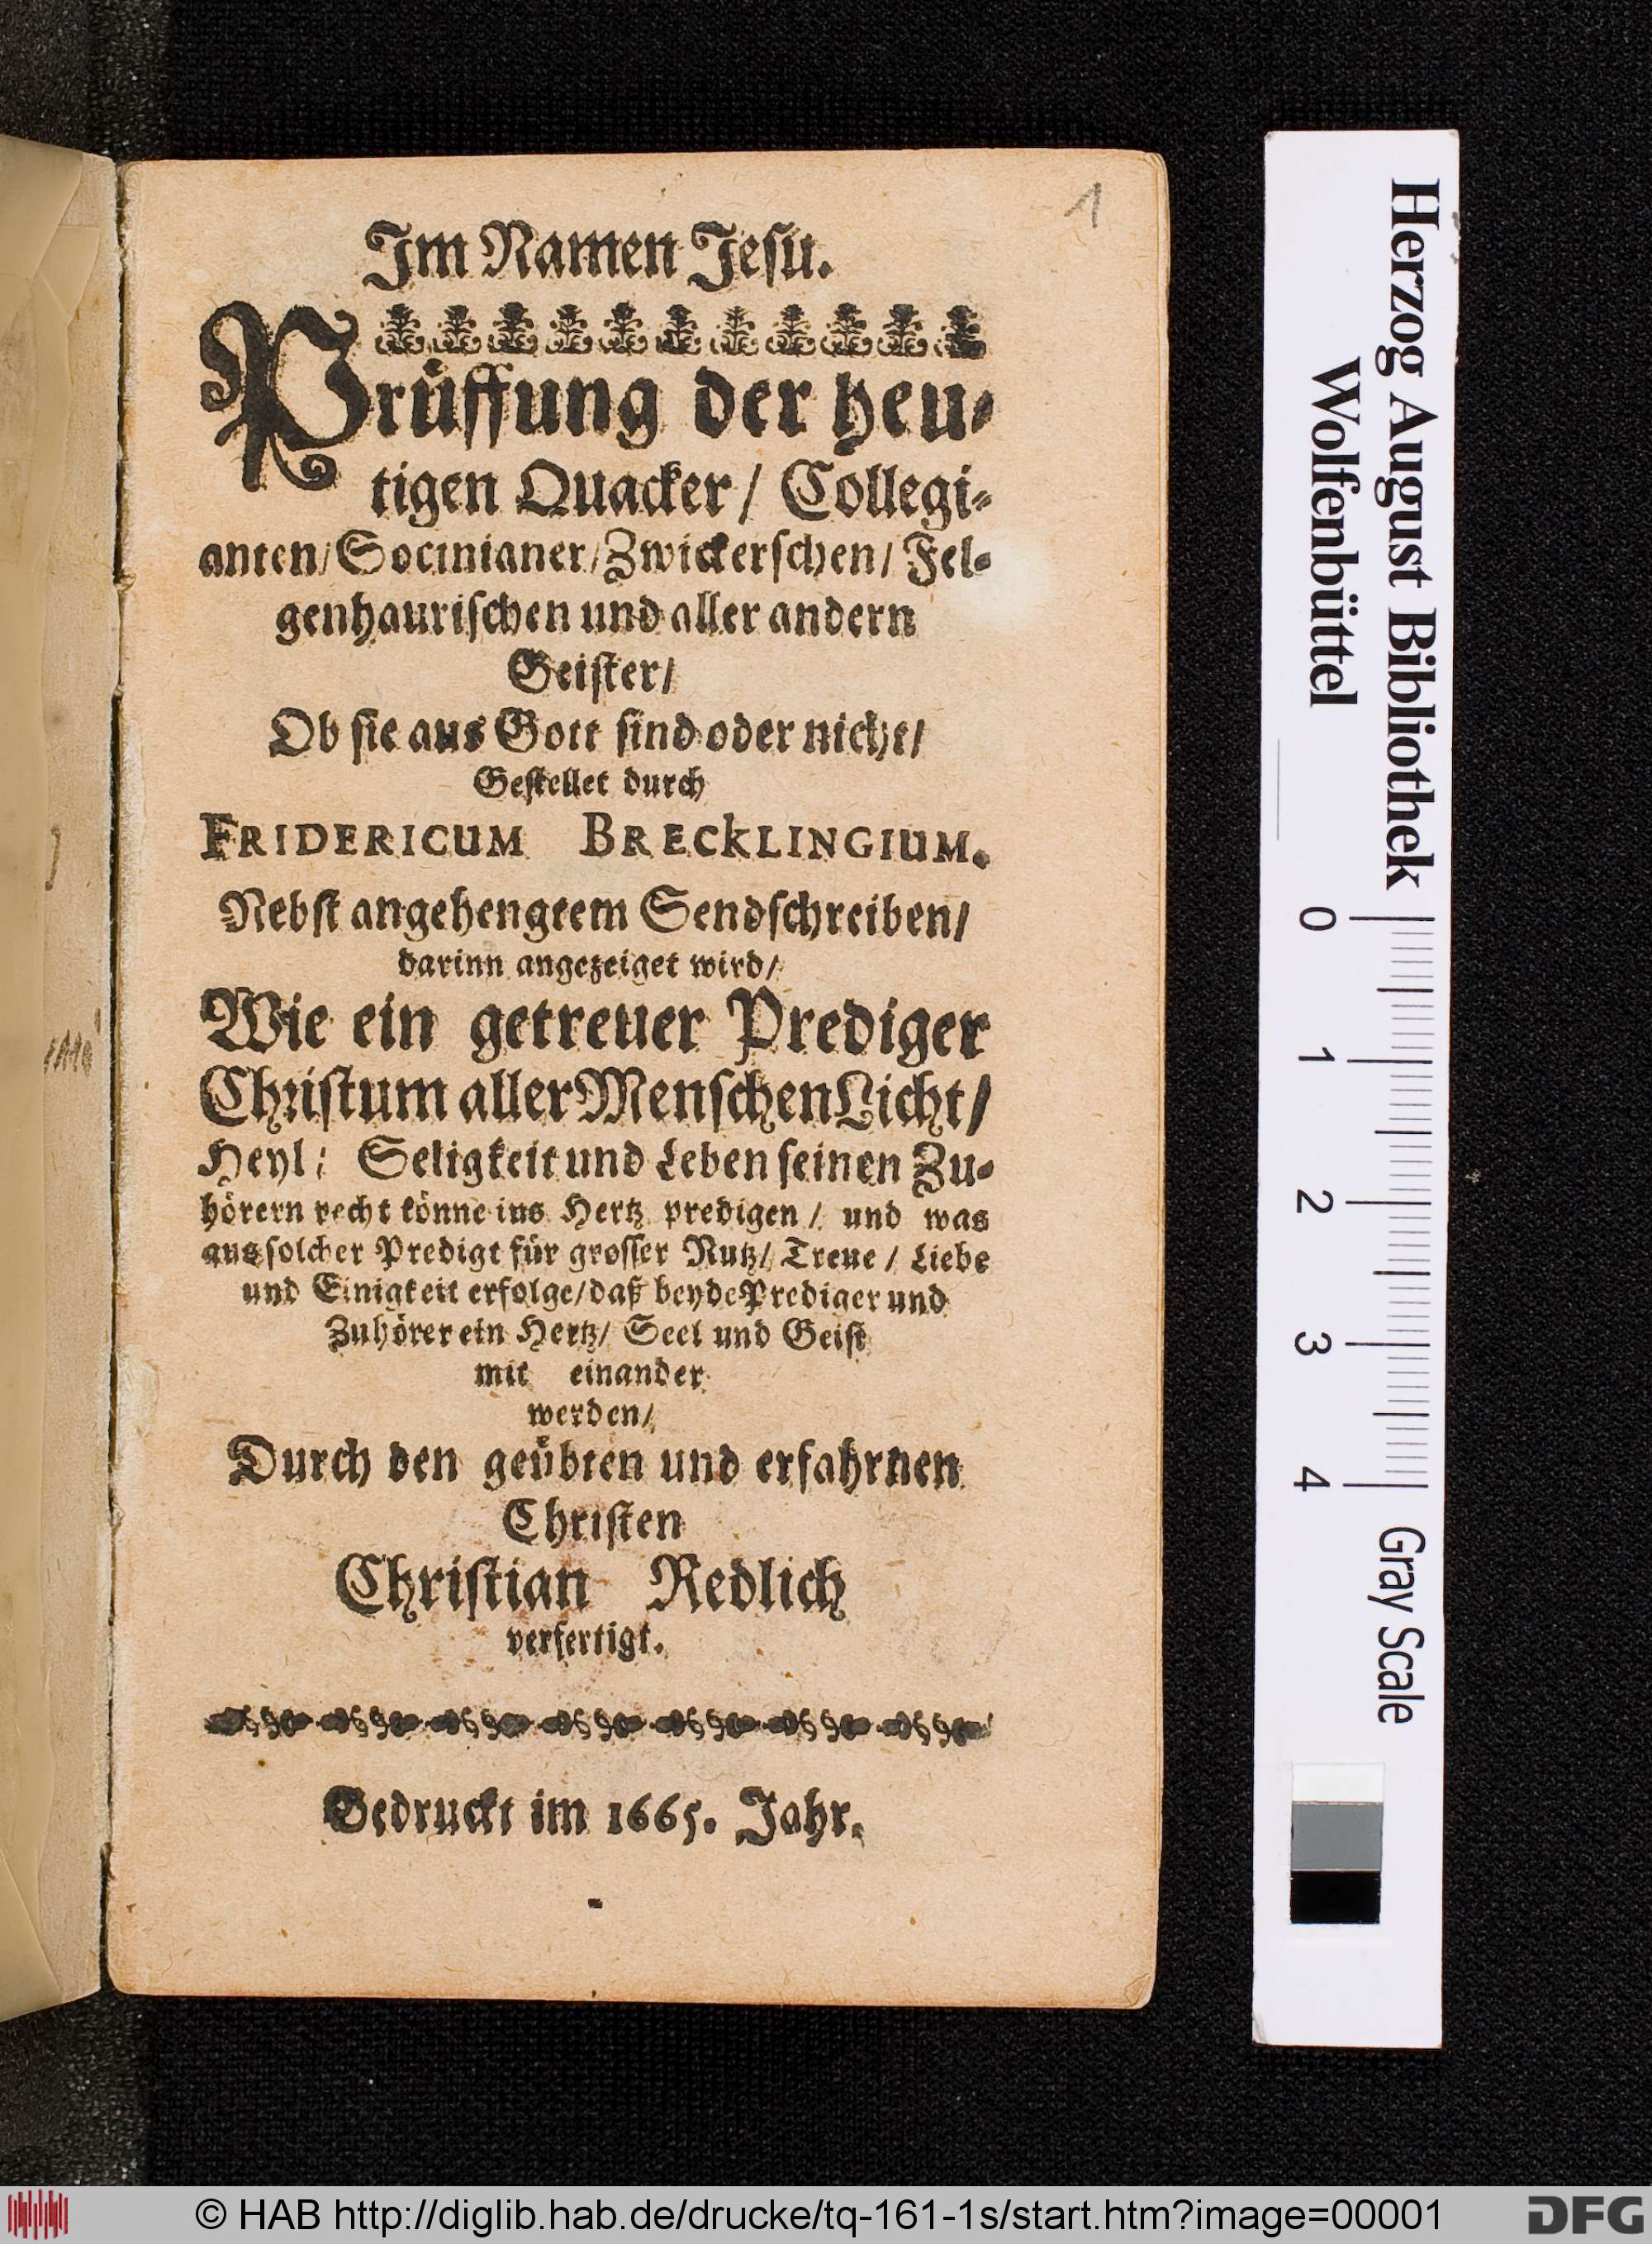 1
Im Namen Jesu.
Prüffung der heu-
tigen Quacker / Collegi-
anten / Socinianer / Zwickerschen / Fel-
genhaurischen und aller andern
Geister /
Ob sie aus Gott sind oder nicht /
Gestellet durch
FRIDERICUM BRECKLINGIUM.
Nebst angehengtem Sendschreiben /
darinn angezeiget wird /
Wie ein getreuer Prediger
Christum aller Menschen Licht /
Heyl / Seligkeit und Leben seinen Zu-
hörern recht könne ins Hertz predigen / und was
aus solcher Predigt für grosser Nutz / Treue / Liebe
und Einigkeit erfolge / daß beyde Prediger und
Zuhörer ein Hertz / Seel und Geist
mit einander
werden /
Durch den geübten und erfahrnen
Christen
Christian Redlich
verfertigt.
Gedruckt im 1665. Jahr.
Herzog August Bibliothek
Wolfenbüttel
0 1 2 3 4
Gray Scale
© HAB http://diglib.hab.de/drucke/tq-161-1s/start.htm?image=00001
DFG